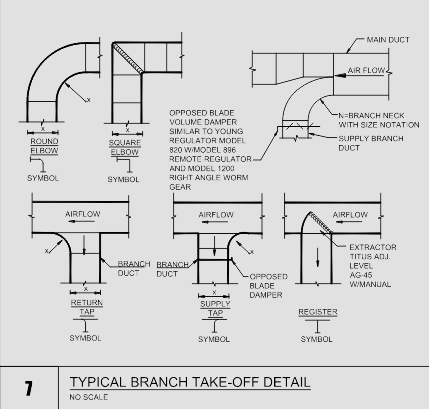 MAIN DUCT
AIR FLOW
N=BRANCH NECK
WITH SIZE NOTATION
SUPPLY BRANCH
DUCT
x
x
ROUND
ELBOW
SYMBOL
x
SQUARE
ELBOW
SYMBOL
OPPOSED BLADE
VOLUME DAMPER
SIMILAR TO YOUNG
REGULATOR MODEL
820 W/MODEL 896
REMOTE REGULATOR
AND MODEL 1200
RIGHT ANGLE WORM
GEAR
AIRFLOW
x
BRANCH
DUCT
x
RETURN
TAP
SYMBOL
AIRFLOW
x
BRANCH
DUCT
OPPOSED
BLADE
DAMPER
x
SUPPLY
TAP
SYMBOL
AIRFLOW
EXTRACTOR
TITUS ADJ.
LEVEL
AG-45
W/MANUAL
REGISTER
SYMBOL
7
TYPICAL BRANCH TAKE-OFF DETAIL
NO SCALE